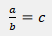 a/b = c